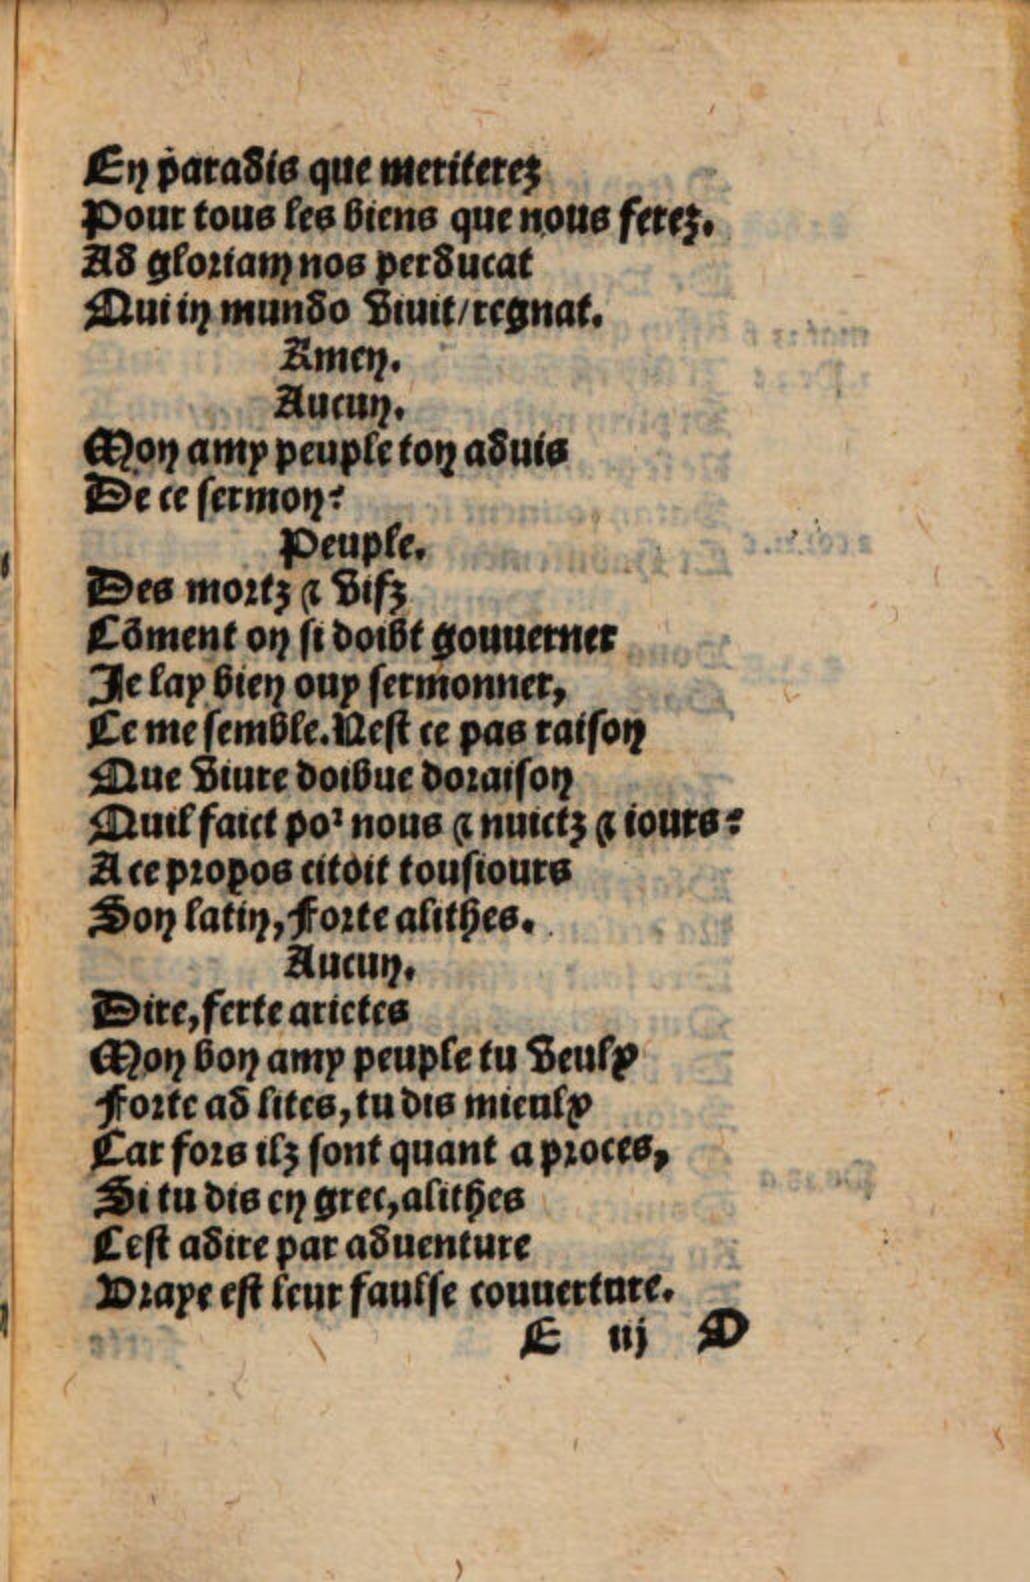 En paradis que meriterez
Pour tous les biens que nous ferez.
Ad gloriam nos perducat
Qui in mundo viuit/regnat.
Amen.
Aucun.
Mon amy peuple ton aduis
De ce sermon?
Peuple.
Des mortz ⁊ vifz
Cõment on si doibt gouuerner
Je lay bien ouy sermonner,
Ce me semble. Nest ce pas raison
Que viure doibue doraison
Quil faict poᷣ nous ⁊ nuictz ⁊ iours?
A ce propos citoit tousiours
Son latin, Forte alithes.
Aucun.
Dire, ferte arietes
Mon bon amy peuple tu veulx
Forte ad lites, tu dis mieulx
Car fors ilz sont quant a proces,
Si tu dis en grec, alithes
Cest adire par aduenture
Vraye est leur faulse couuerture.
E iij O